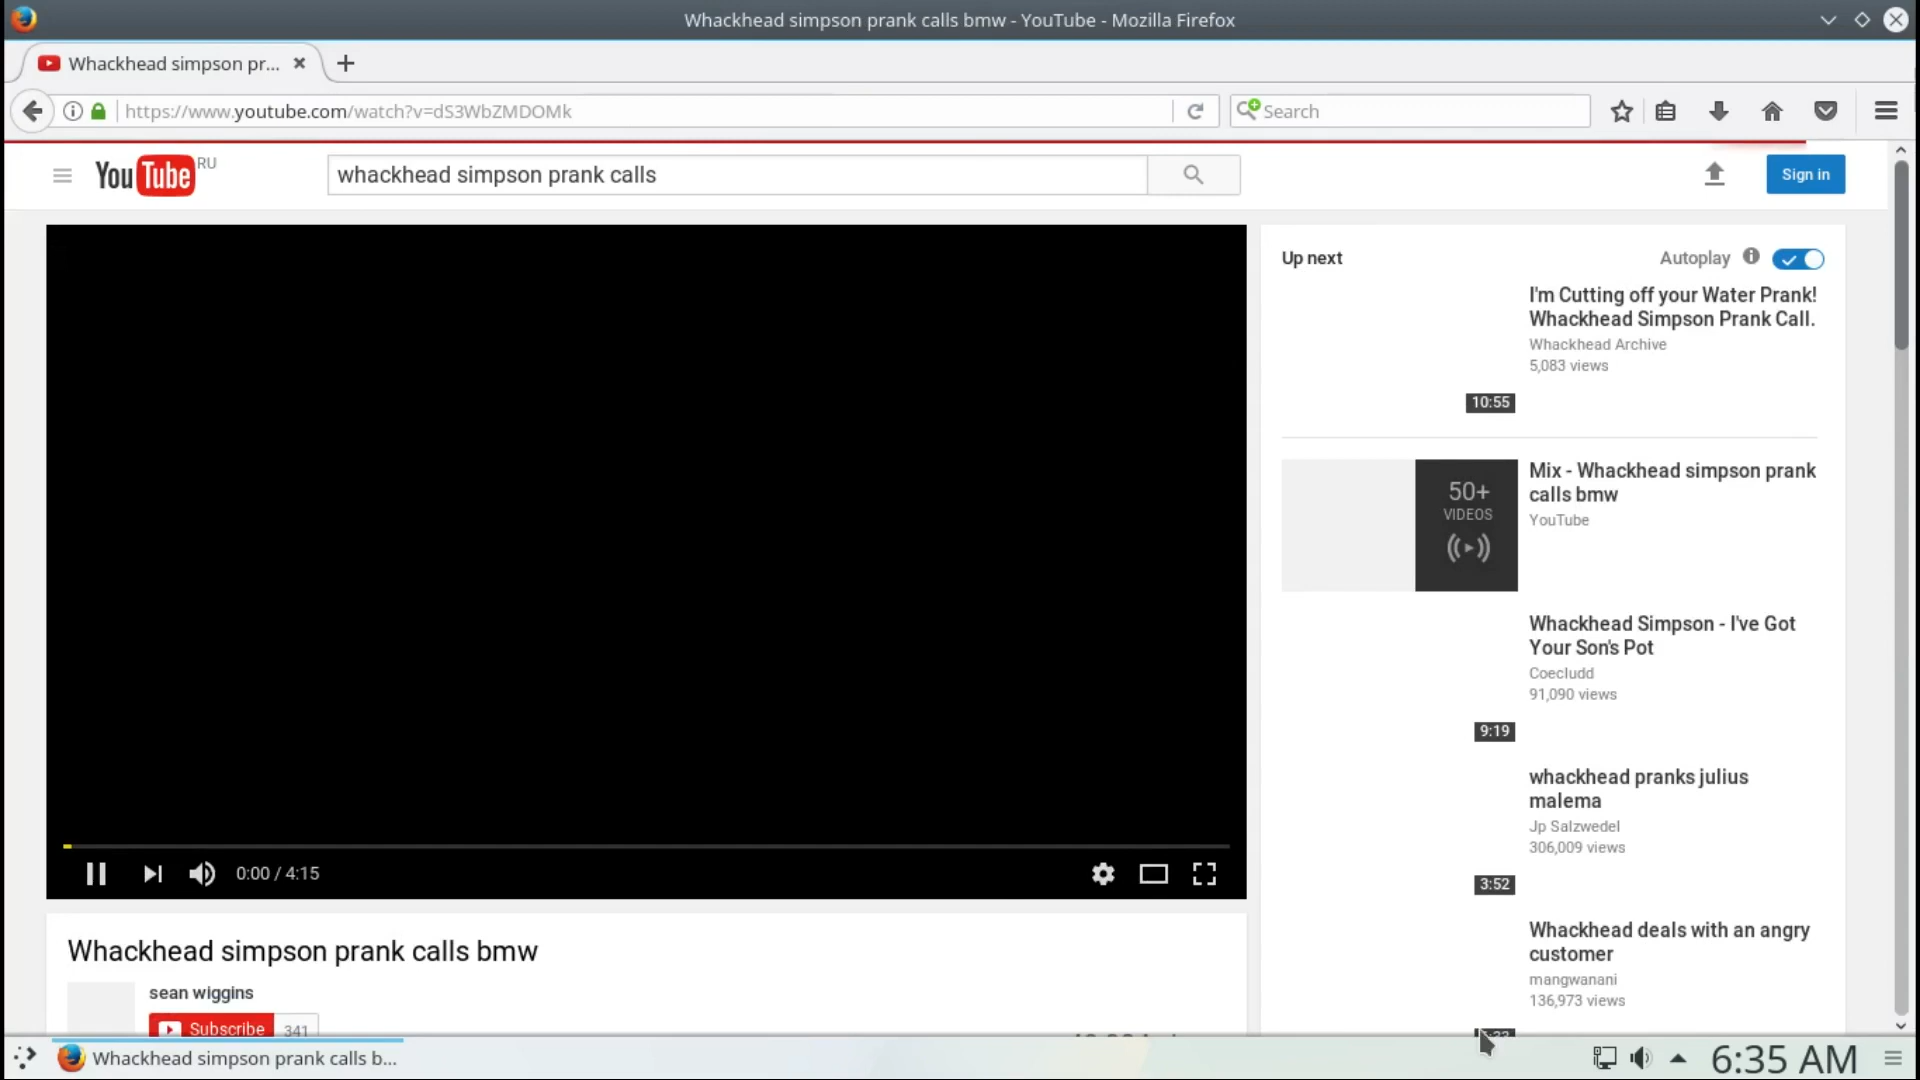 Whackhead simpson prank calls bmw - YouTube - Mozilla Firefox
Whackhead simpson pr...
https://www.youtube.com/watch?v=dS3WbZMDOMk
Search
YouTube RU
whackhead simpson prank calls
Sign in
Up next
Autoplay
I'm Cutting off your Water Prank!
Whackhead Simpson Prank Call.
Whackhead Archive
5,083 views
10:55
50+
VIDEOS
Mix - Whackhead simpson prank
calls bmw
YouTube
Whackhead Simpson - I've Got
Your Son's Pot
Coecludd
91,090 views
9:19
whackhead pranks julius
malema
Jp Salzwedel
306,009 views
3:52
Whackhead deals with an angry
customer
mangwanani
136,973 views
0:00 / 4:15
Whackhead simpson prank calls bmw
sean wiggins
Subscribe
341
Whackhead simpson prank calls b...
6:35 AM